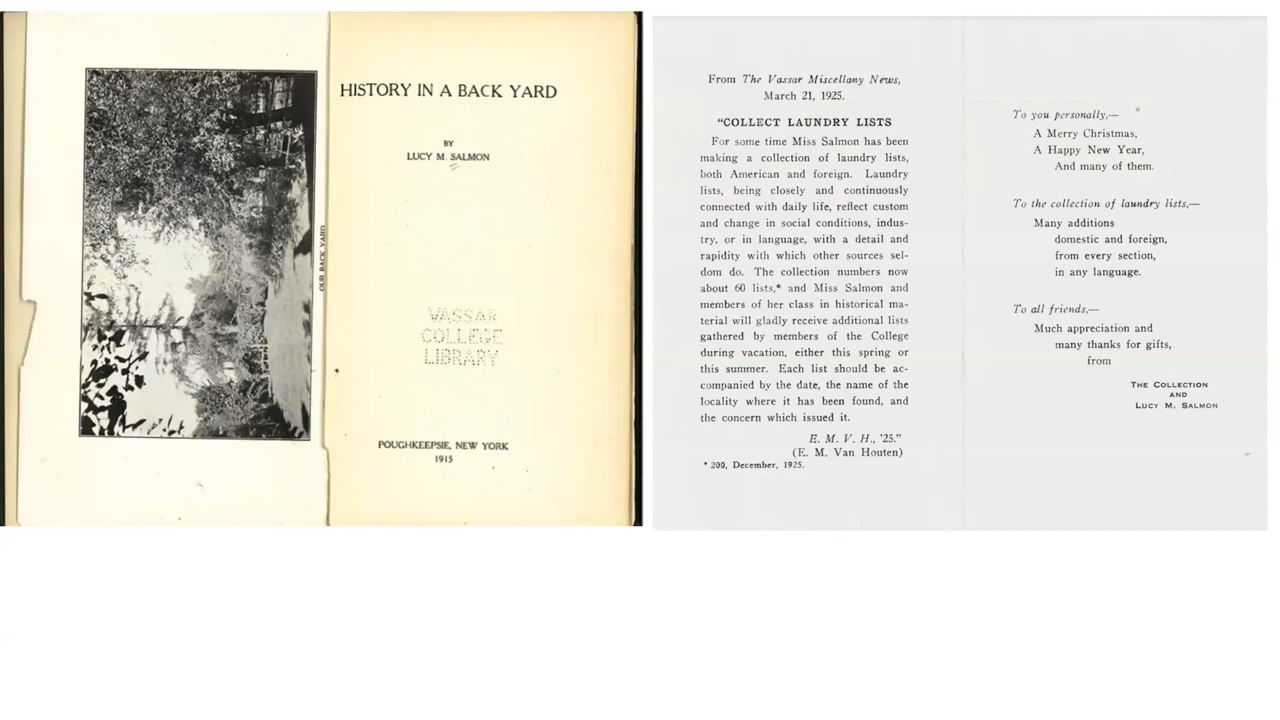 OUR BACK YARD
HISTORY IN A BACK YARD
BY
LUCY M. SALMON
VASSAR
COLLEGE
LIBRARY
POUGHKEEPSIE, NEW YORK
1915
From The Vassar Miscellany News,
March 21, 1925.
"COLLECT LAUNDRY LISTS
For some time Miss Salmon has been
making a collection of laundry lists,
both American and foreign. Laundry
lists, being closely and continuously
connected with daily life, reflect custom
and change in social conditions, indus-
try, or in language, with a detail and
rapidity with which other sources sel-
dom do. The collection numbers now
about 60 lists,* and Miss Salmon and
members of her class in historical ma-
terial will gladly receive additional lists
gathered by members of the College
during vacation, either this spring or
this summer. Each list should be ac-
companied by the date, the name of the
locality where it has been found, and
the concern which issued it.
E. M. V. H., '25."
(E. M. Van Houten)
* 200, December, 1925.
To you personally,—
A Merry Christmas,
A Happy New Year,
And many of them.
To the collection of laundry lists,—
Many additions
domestic and foreign,
from every section,
in any language.
To all friends,—
Much appreciation and
many thanks for gifts,
from
THE COLLECTION
AND
LUCY M. SALMON